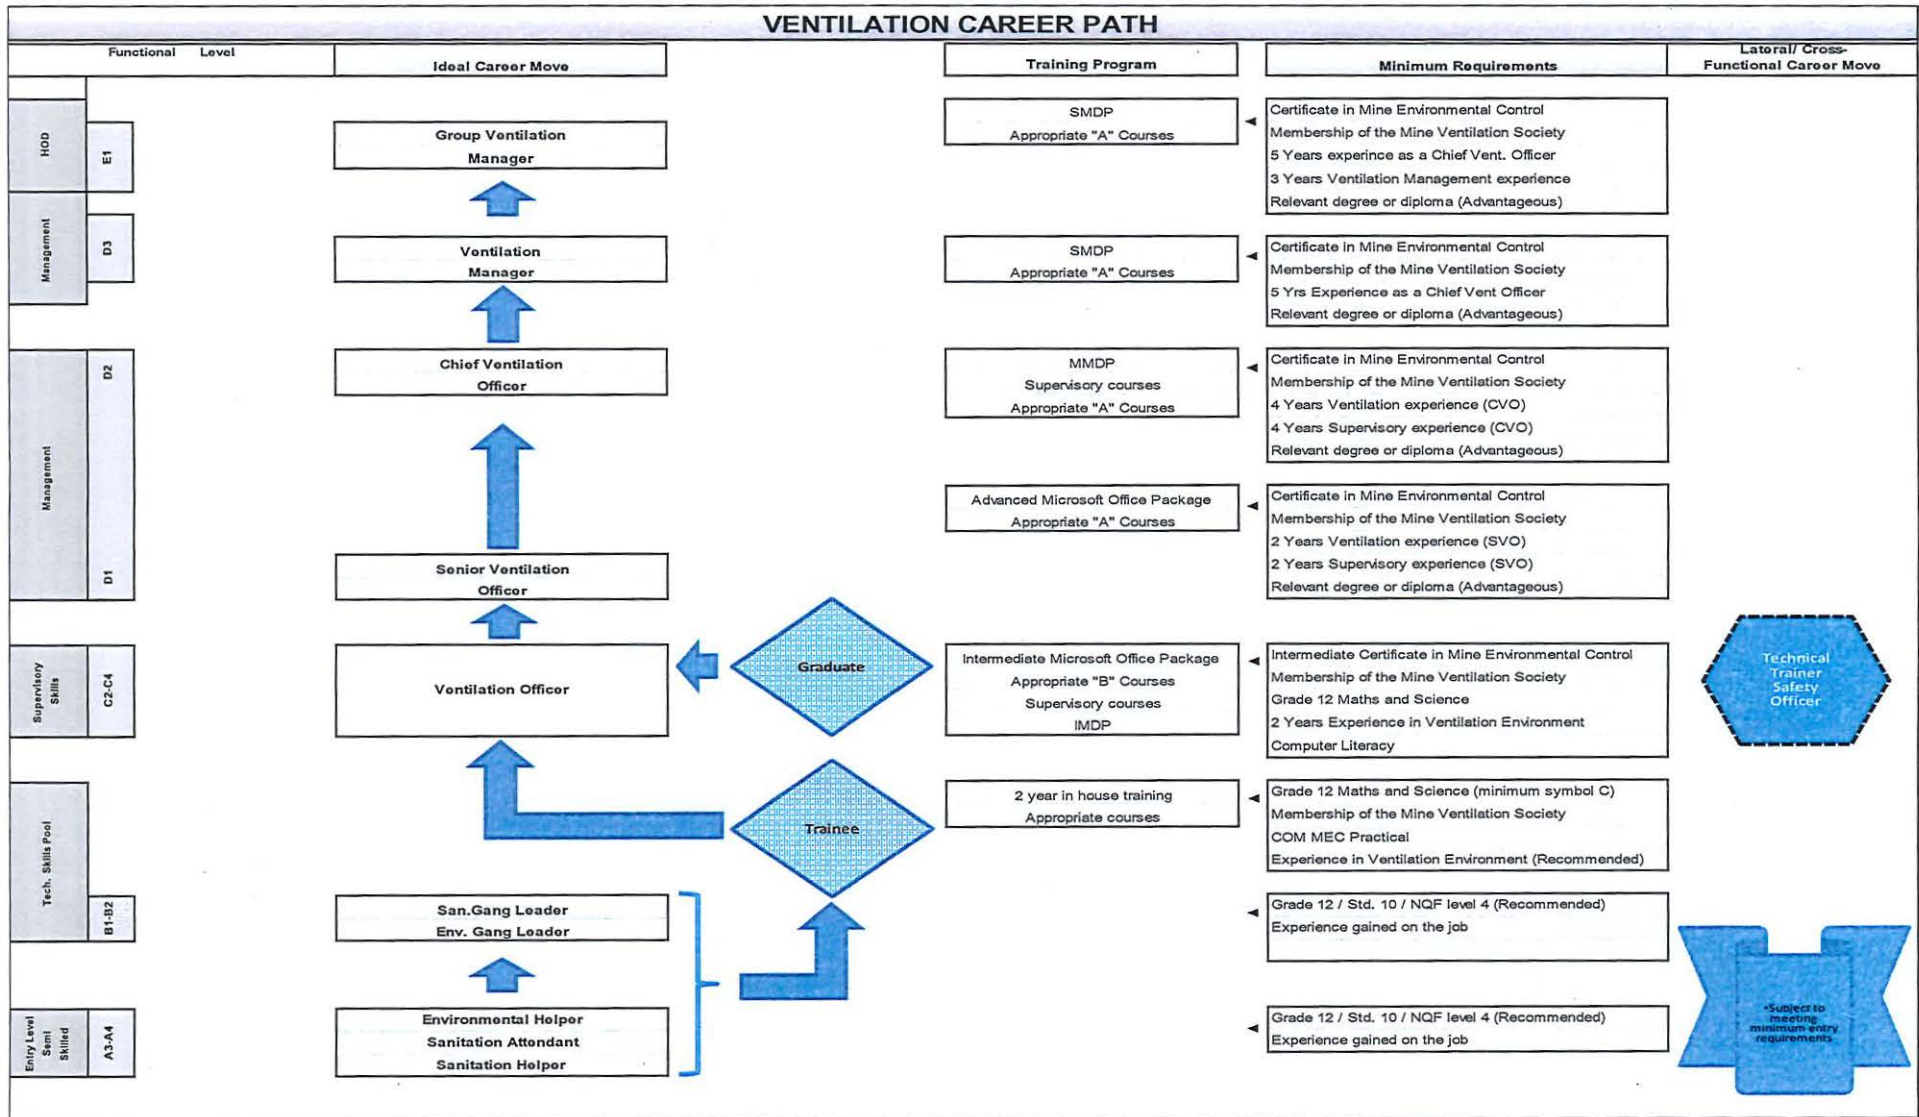 VENTILATION CAREER PATH
Functional Level
Ideal Career Move
Training Program
Minimum Requirements
Lateral/ Cross-
Functional Career Move
HOD
E1
Group Ventilation
Manager
SMDP
Appropriate "A" Courses
Certificate in Mine Environmental Control
Membership of the Mine Ventilation Society
5 Years experince as a Chief Vent. Officer
3 Years Ventilation Management experience
Relevant degree or diploma (Advantageous)
Management
D3
Ventilation
Manager
SMDP
Appropriate "A" Courses
Certificate in Mine Environmental Control
Membership of the Mine Ventilation Society
5 Yrs Experience as a Chief Vent Officer
Relevant degree or diploma (Advantageous)
Management
D2
Chief Ventilation
Officer
MMDP
Supervisory courses
Appropriate "A" Courses
Certificate in Mine Environmental Control
Membership of the Mine Ventilation Society
4 Years Ventilation experience (CVO)
4 Years Supervisory experience (CVO)
Relevant degree or diploma (Advantageous)
D1
Senior Ventilation
Officer
Advanced Microsoft Office Package
Appropriate "A" Courses
Certificate in Mine Environmental Control
Membership of the Mine Ventilation Society
2 Years Ventilation experience (SVO)
2 Years Supervisory experience (SVO)
Relevant degree or diploma (Advantageous)
Supervisory
Skills
C2-C4
Ventilation Officer
Graduate
Intermediate Microsoft Office Package
Appropriate "B" Courses
Supervisory courses
IMDP
Intermediate Certificate in Mine Environmental Control
Membership of the Mine Ventilation Society
Grade 12 Maths and Science
2 Years Experience in Ventilation Environment
Computer Literacy
Technical
Trainer
Safety
Officer
Tech. Skills Pool
Trainee
2 year in house training
Appropriate courses
Grade 12 Maths and Science (minimum symbol C)
Membership of the Mine Ventilation Society
COM MEC Practical
Experience in Ventilation Environment (Recommended)
B1-B2
San.Gang Leader
Env. Gang Leader
Grade 12 / Std. 10 / NQF level 4 (Recommended)
Experience gained on the job
Entry Level
Semi
Skilled
A3-A4
Environmental Helper
Sanitation Attendant
Sanitation Helper
Grade 12 / Std. 10 / NQF level 4 (Recommended)
Experience gained on the job
•Subject to
meeting
minimum entry
requirements